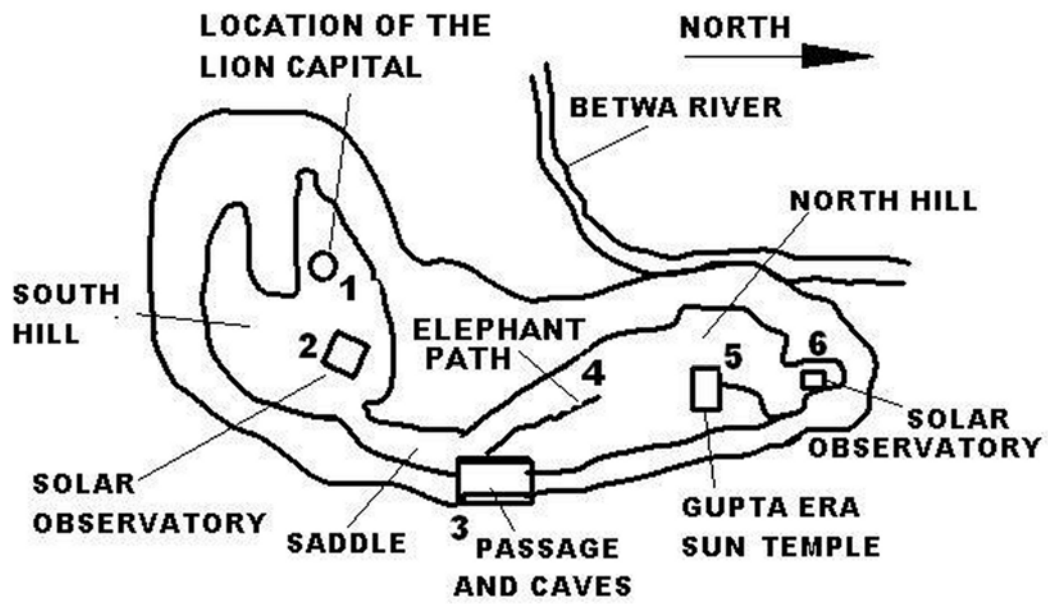 LOCATION OF THE
LION CAPITAL
NORTH
BETWA RIVER
NORTH HILL
1
SOUTH
HILL
2
ELEPHANT
PATH
4
5
6
SOLAR
OBSERVATORY
SOLAR
OBSERVATORY
SADDLE
3
PASSAGE
AND CAVES
GUPTA ERA
SUN TEMPLE